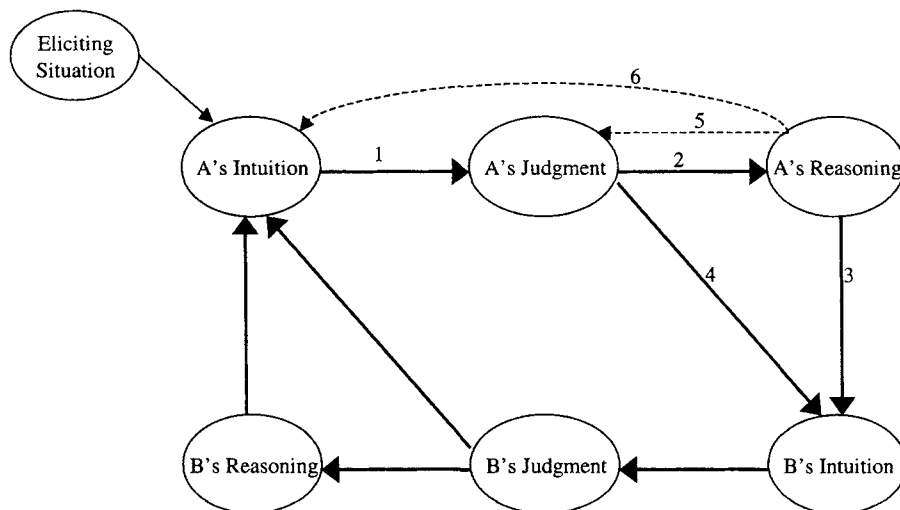 Eliciting
Situation
6
5
A's Intuition
1
A's Judgment
2
A's Reasoning
4
3
B's Reasoning
B's Judgment
B's Intuition